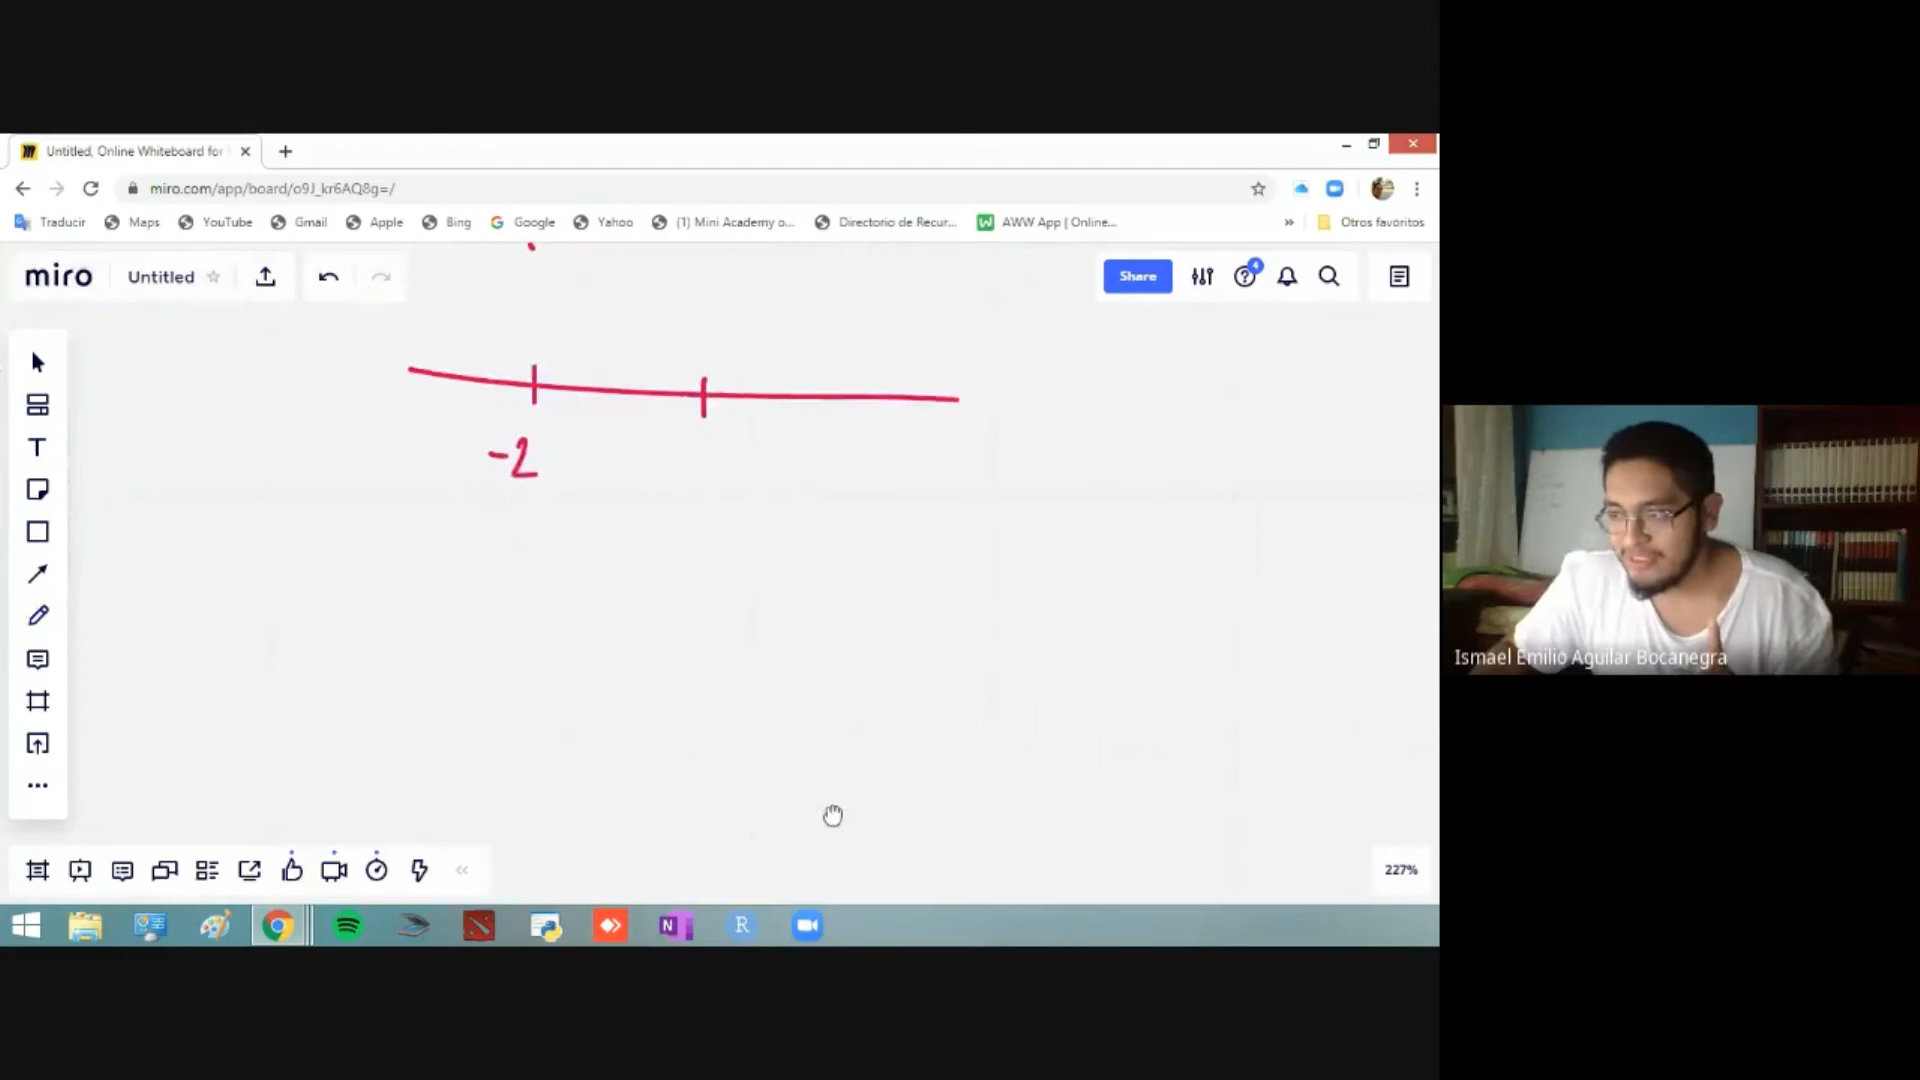 Untitled, Online Whiteboard for
miro.com/app/board/o9J_kr6AQ8g=/
Traducir Maps YouTube Gmail Apple Bing Google Yahoo (1) Mini Academy o... Directorio de Recur... AWW App | Online... » Otros favoritos
miro Untitled Share 4
T
-2
Ismael Emilio Aguilar Bocanegra
227%
N R